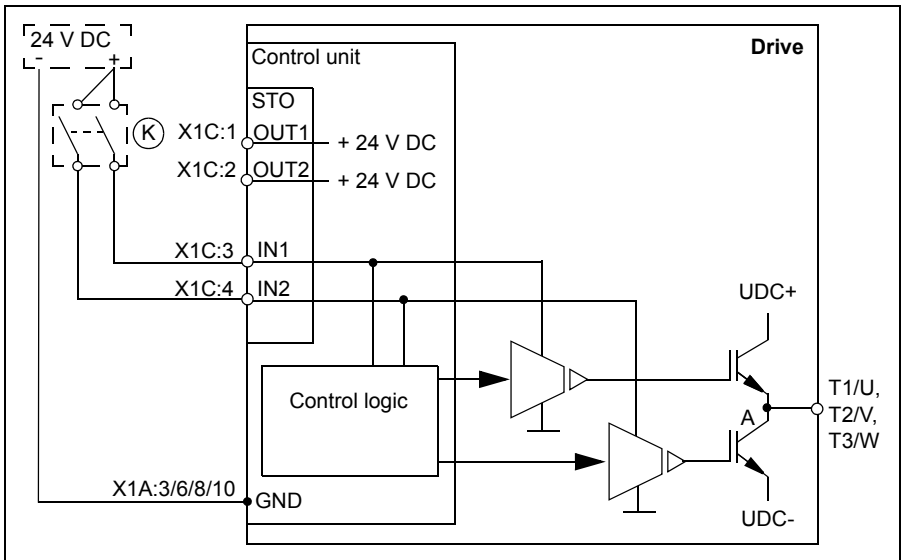 24 V DC
- +
K
Drive
Control unit
STO
X1C:1 OUT1 + 24 V DC
X1C:2 OUT2 + 24 V DC
X1C:3 IN1
X1C:4 IN2
UDC+
Control logic
A
T1/U,
T2/V,
T3/W
X1A:3/6/8/10 GND
UDC-